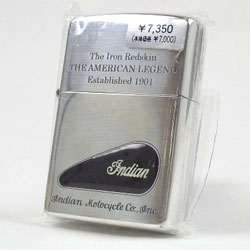 ¥7,350
(本体価格 ¥7,000)
The Iron Redskin
THE AMERICAN LEGEND
Established 1901
Indian
Indian Motocycle Co., Inc.